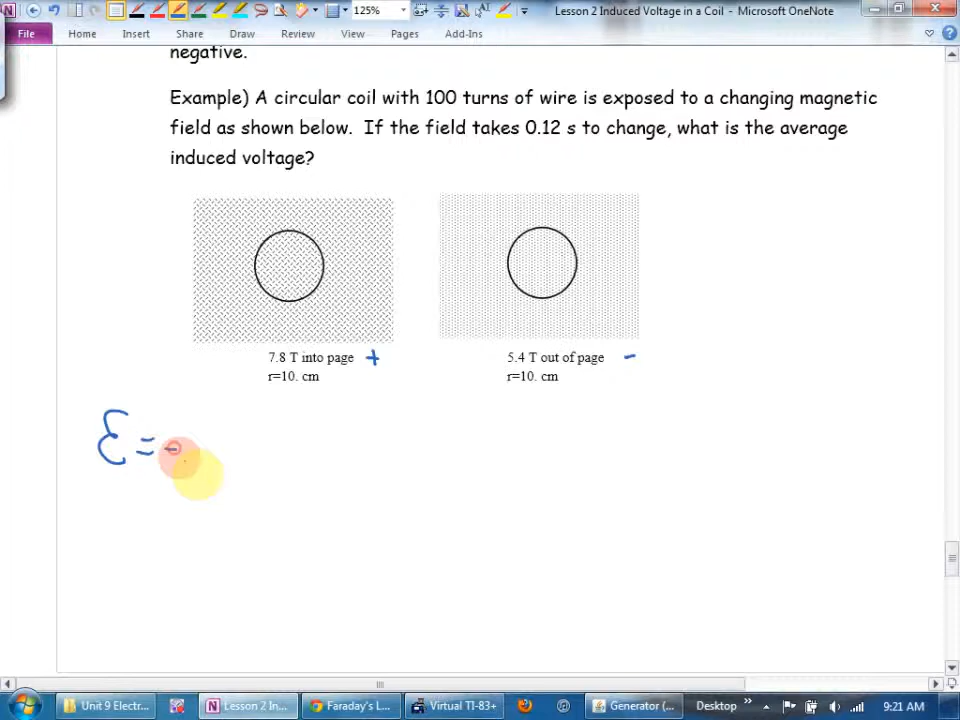 Lesson 2 Induced Voltage in a Coil - Microsoft OneNote
125%
File Home Insert Share Draw Review View Pages Add-Ins
negative.
Example) A circular coil with 100 turns of wire is exposed to a changing magnetic
field as shown below. If the field takes 0.12 s to change, what is the average
induced voltage?
7.8 T into page + 5.4 T out of page -
r=10. cm r=10. cm
ℰ = -
Unit 9 Electr... Lesson 2 In... Faraday's L... Virtual TI-83+ Generator (... Desktop » 9:21 AM